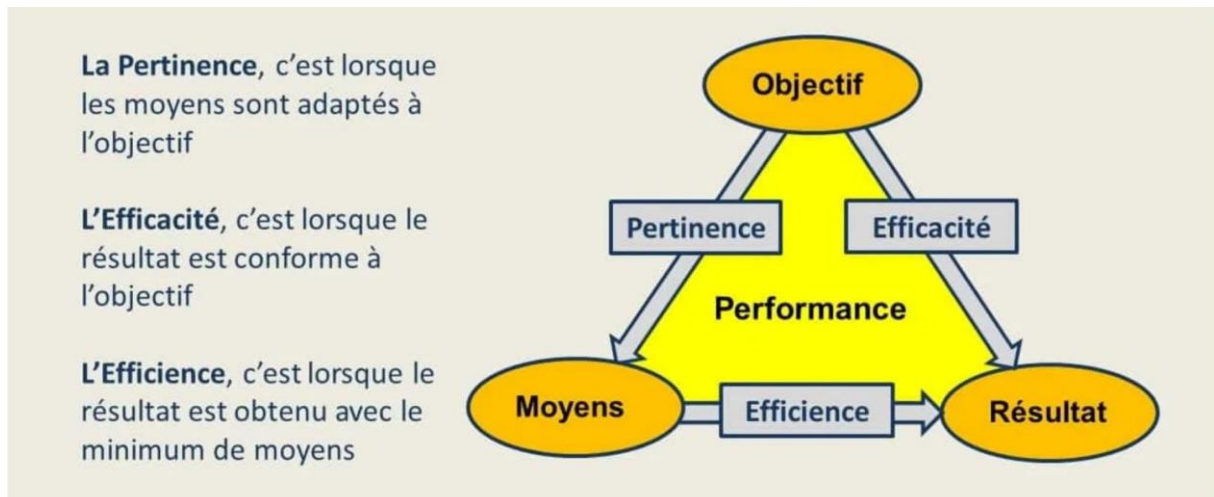 La Pertinence, c'est lorsque
les moyens sont adaptés à
l'objectif
L'Efficacité, c'est lorsque le
résultat est conforme à
l'objectif
L'Efficience, c'est lorsque le
résultat est obtenu avec le
minimum de moyens
Objectif
Pertinence
Efficacité
Performance
Moyens
Efficience
Résultat